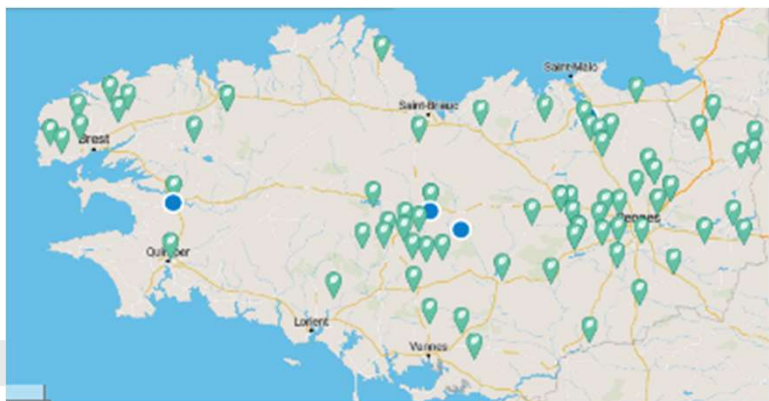 Saint-Malo
Saint-Brieuc
Brest
Rennes
Quimper
Lorient
Vannes